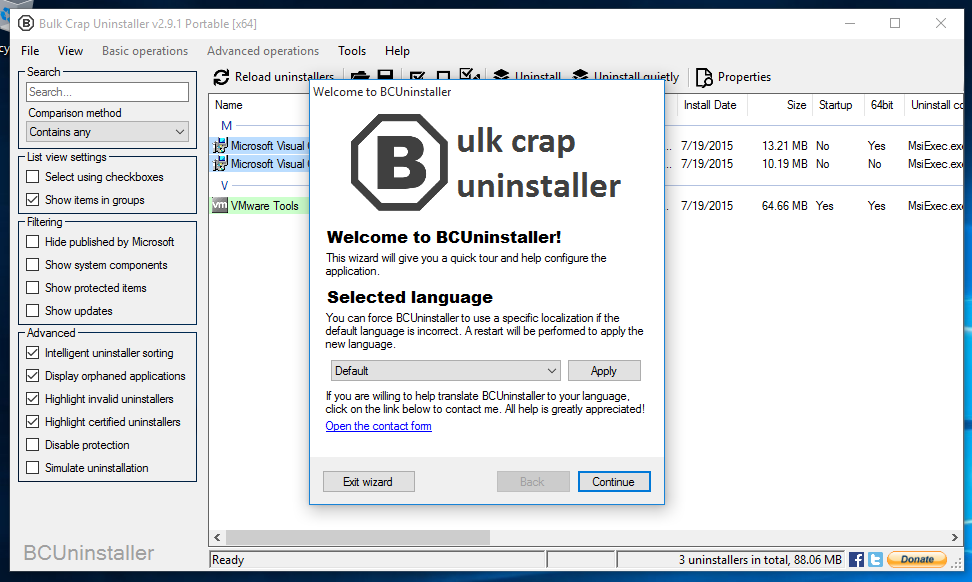 Bulk Crap Uninstaller v2.9.1 Portable [x64]
File View Basic operations Advanced operations Tools Help
Search
Search...
Comparison method
Contains any
List view settings
Select using checkboxes
Show items in groups
Filtering
Hide published by Microsoft
Show system components
Show protected items
Show updates
Advanced
Intelligent uninstaller sorting
Display orphaned applications
Highlight invalid uninstallers
Highlight certified uninstallers
Disable protection
Simulate uninstallation
BCUninstaller
Reload uninstallers Uninstall Uninstall quietly Properties
Name Install Date Size Startup 64bit Uninstall co
M
Microsoft Visual 7/19/2015 13.21 MB No Yes MsiExec.exe
Microsoft Visual 7/19/2015 10.19 MB No No MsiExec.exe
V
vm VMware Tools 7/19/2015 64.66 MB Yes Yes MsiExec.exe
Welcome to BCUninstaller
B ulk crap
uninstaller
Welcome to BCUninstaller!
This wizard will give you a quick tour and help configure the
application.
Selected language
You can force BCUninstaller to use a specific localization if the
default language is incorrect. A restart will be performed to apply the
new language.
Default Apply
If you are willing to help translate BCUninstaller to your language,
click on the link below to contact me. All help is greatly appreciated!
Open the contact form
Exit wizard Back Continue
Ready 3 uninstallers in total, 88.06 MB Donate